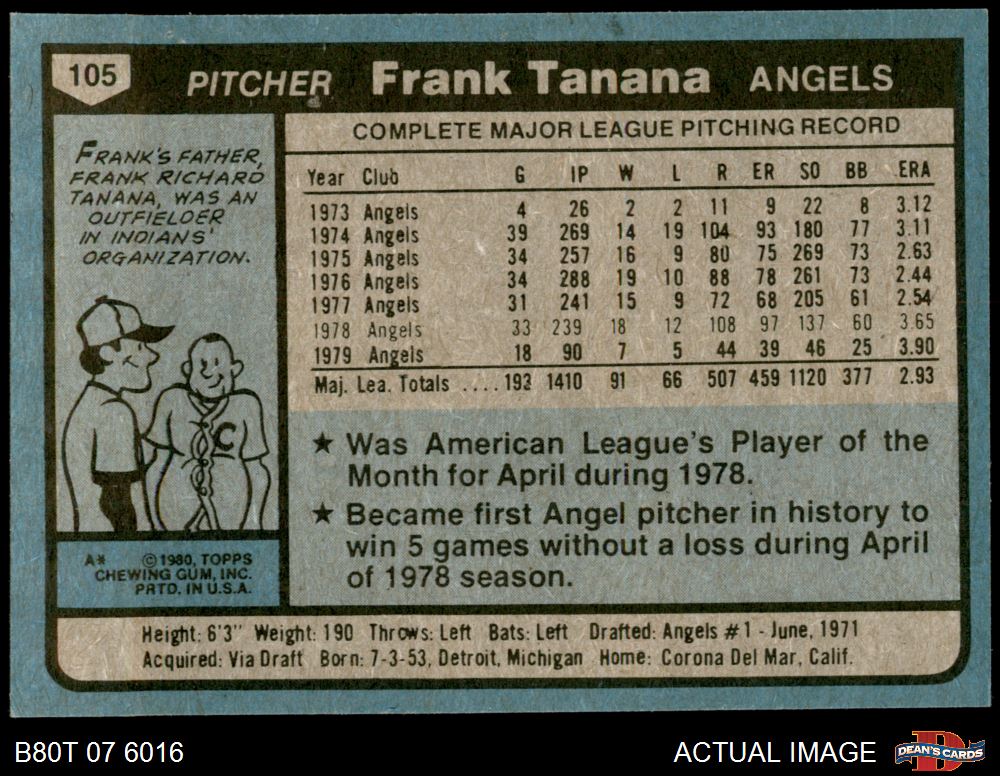 105 PITCHER Frank Tanana ANGELS
FRANK'S FATHER,
FRANK RICHARD
TANANA, WAS AN
OUTFIELDER
IN INDIANS'
ORGANIZATION.
C
A* ©1980, TOPPS
CHEWING GUM, INC.
PRTD. IN U.S.A.
COMPLETE MAJOR LEAGUE PITCHING RECORD
Year Club G IP W L R ER SO BB ERA
1973 Angels 4 26 2 2 11 9 22 8 3.12
1974 Angels 39 269 14 19 104 93 180 77 3.11
1975 Angels 34 257 16 9 80 75 269 73 2.63
1976 Angels 34 288 19 10 88 78 261 73 2.44
1977 Angels 31 241 15 9 72 68 205 61 2.54
1978 Angels 33 239 18 12 108 97 137 60 3.65
1979 Angels 18 90 7 5 44 39 46 25 3.90
Maj. Lea. Totals .... 193 1410 91 66 507 459 1120 377 2.93
★ Was American League's Player of the
Month for April during 1978.
★ Became first Angel pitcher in history to
win 5 games without a loss during April
of 1978 season.
Height: 6'3" Weight: 190 Throws: Left Bats: Left Drafted: Angels #1 - June, 1971
Acquired: Via Draft Born: 7-3-53, Detroit, Michigan Home: Corona Del Mar, Calif.
B80T 07 6016 ACTUAL IMAGE DEAN'S CARDS